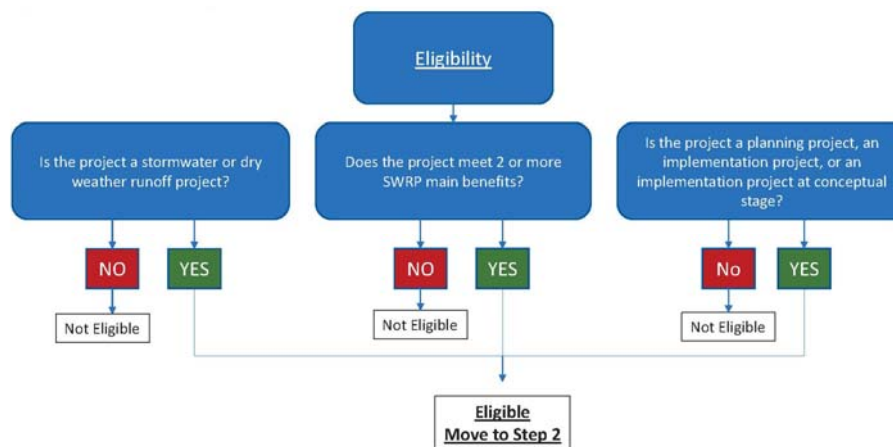 Eligibility
Is the project a stormwater or dry
weather runoff project?
Does the project meet 2 or more
SWRP main benefits?
Is the project a planning project, an
implementation project, or an
implementation project at conceptual
stage?
NO
YES
NO
YES
No
YES
Not Eligible
Not Eligible
Not Eligible
Eligible
Move to Step 2